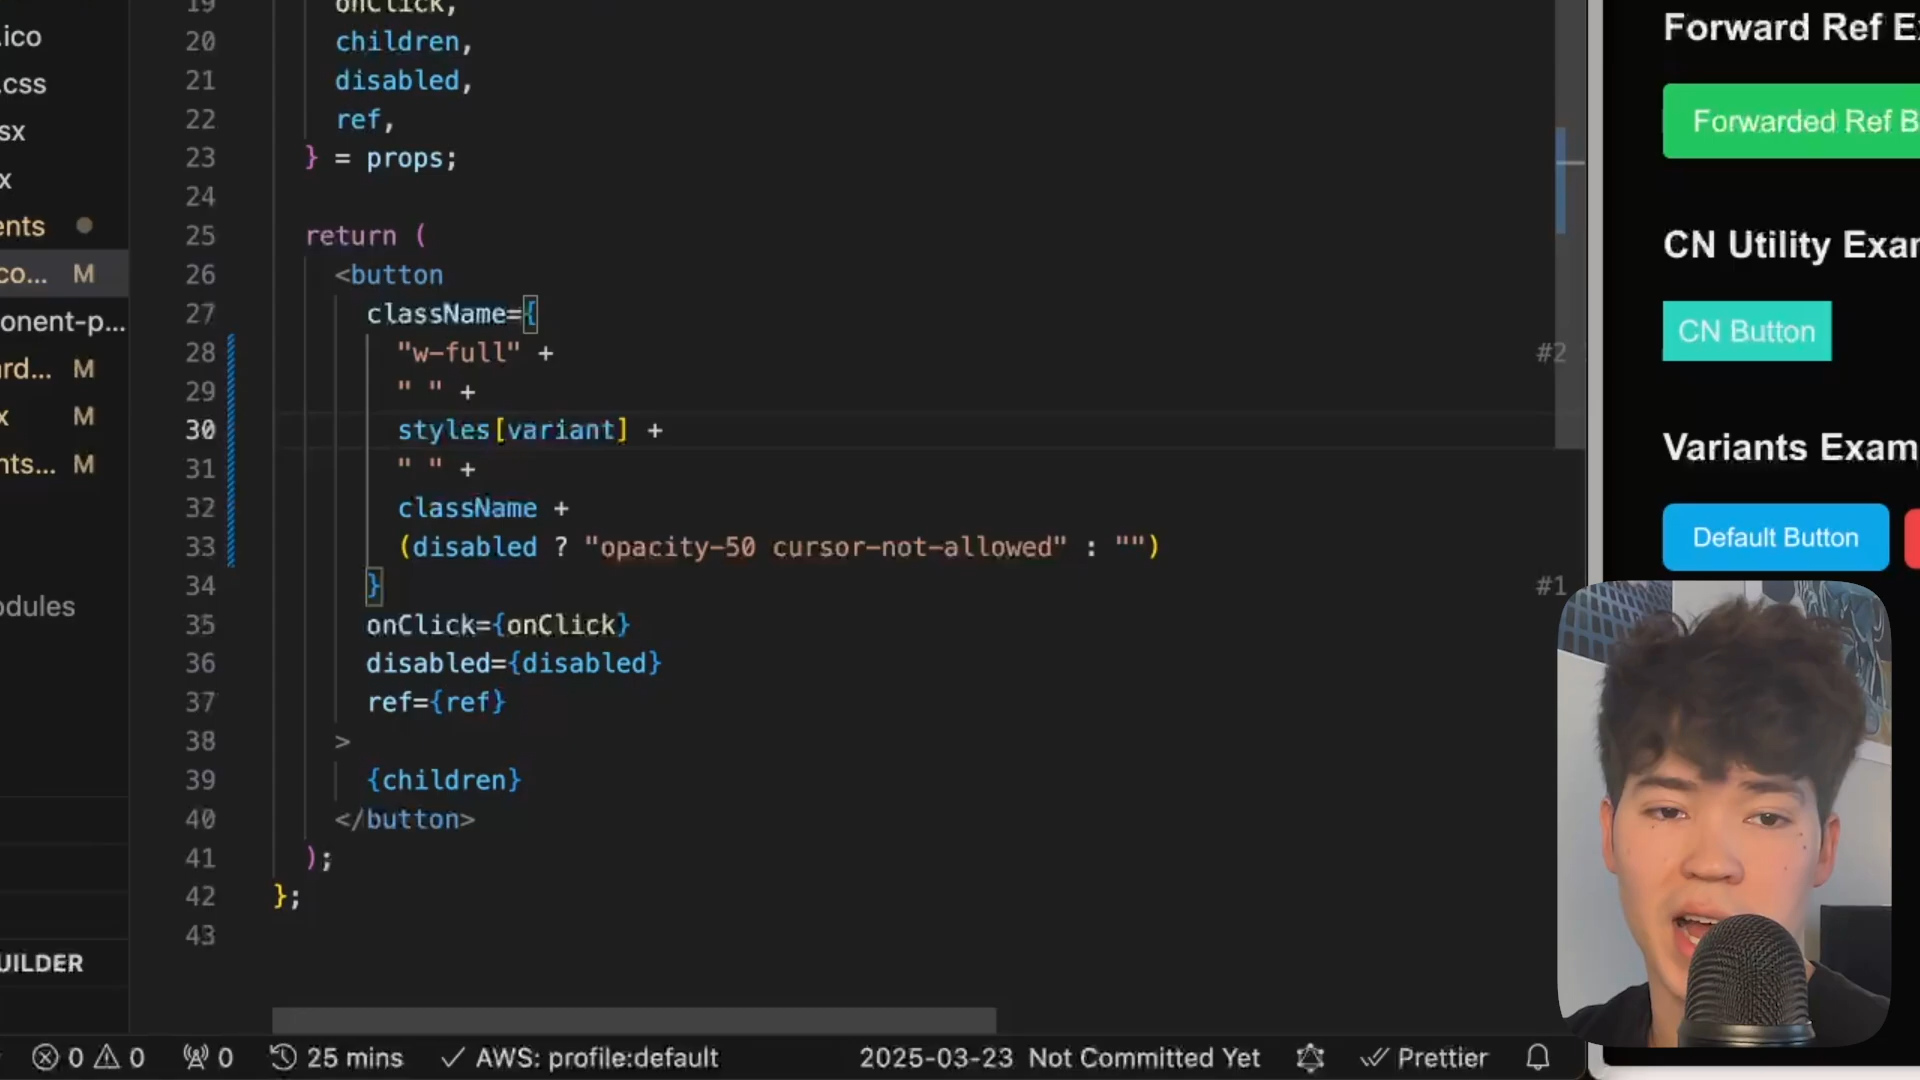 .ico
.css
sx
x
ents
co... M
onent-p...
rd... M
x M
nts... M
odules
UILDER
19 onClick,
20 children,
21 disabled,
22 ref,
23 } = props;
24
25 return (
26 <button
27 className={
28 "w-full" + #2
29 " " +
30 styles[variant] +
31 " " +
32 className +
33 (disabled ? "opacity-50 cursor-not-allowed" : "")
34 } #1
35 onClick={onClick}
36 disabled={disabled}
37 ref={ref}
38 >
39 {children}
40 </button>
41 );
42 };
43
Forward Ref Ex
Forwarded Ref B
CN Utility Exam
CN Button
Variants Exam
Default Button
0 0 0 25 mins AWS: profile:default 2025-03-23 Not Committed Yet Prettier